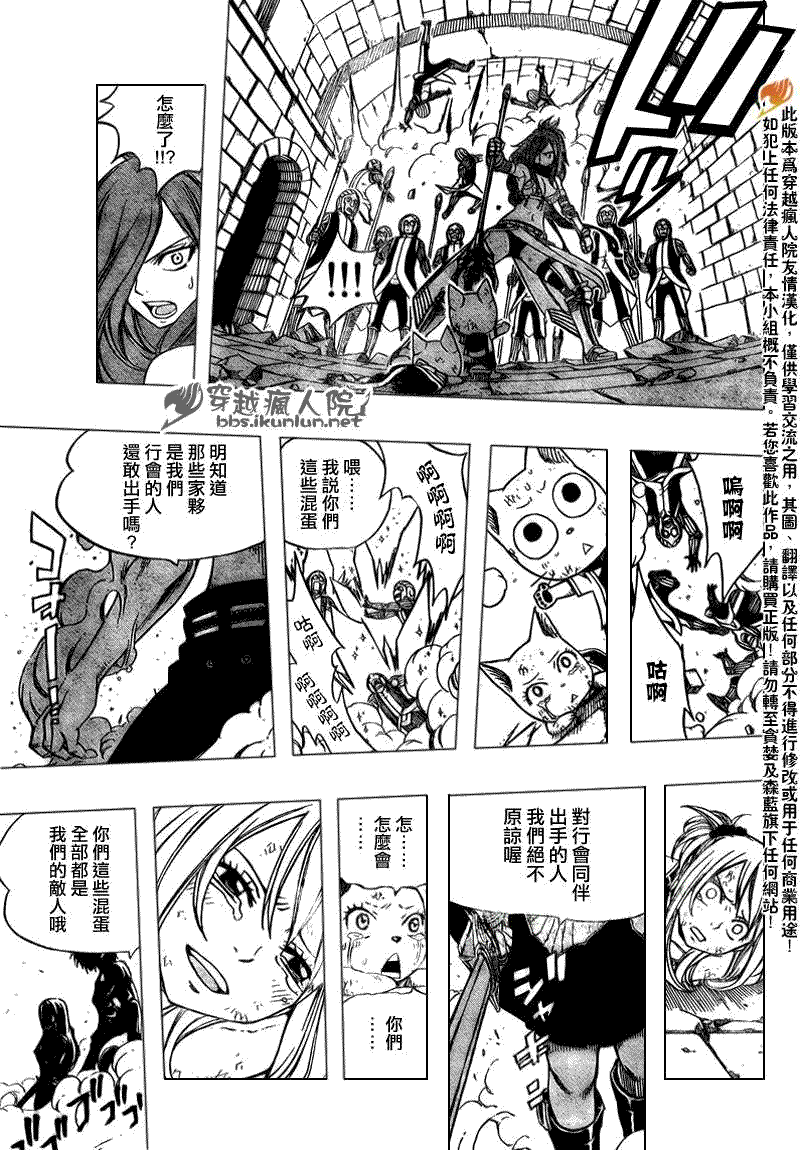 此版本爲穿越瘋人院友情漢化，僅供學習交流之用，其圖、翻譯以及任何部分不得進行修改或用于任何商業用途！
如犯上任何法律責任，本小組概不負責。若您喜歡此作品，請購買正版！請勿轉至貪婪及森藍旗下任何網站！
ドドド
!!!
怎麼了!!?
穿越瘋人院
bbs.ikunlun.net
嗚啊
咕啊
啊啊啊啊
喂……
我說你們
這些混蛋
咕啊
啊啊啊啊
明知道
那些家夥
是我們
行會的人
還敢出手嗎？
對行會同伴
出手的人
我們絕不
原諒喔
怎……
怎麼會
你們
……
你們這些混蛋
全部都是
我們的敵人哦
ゴゴゴ